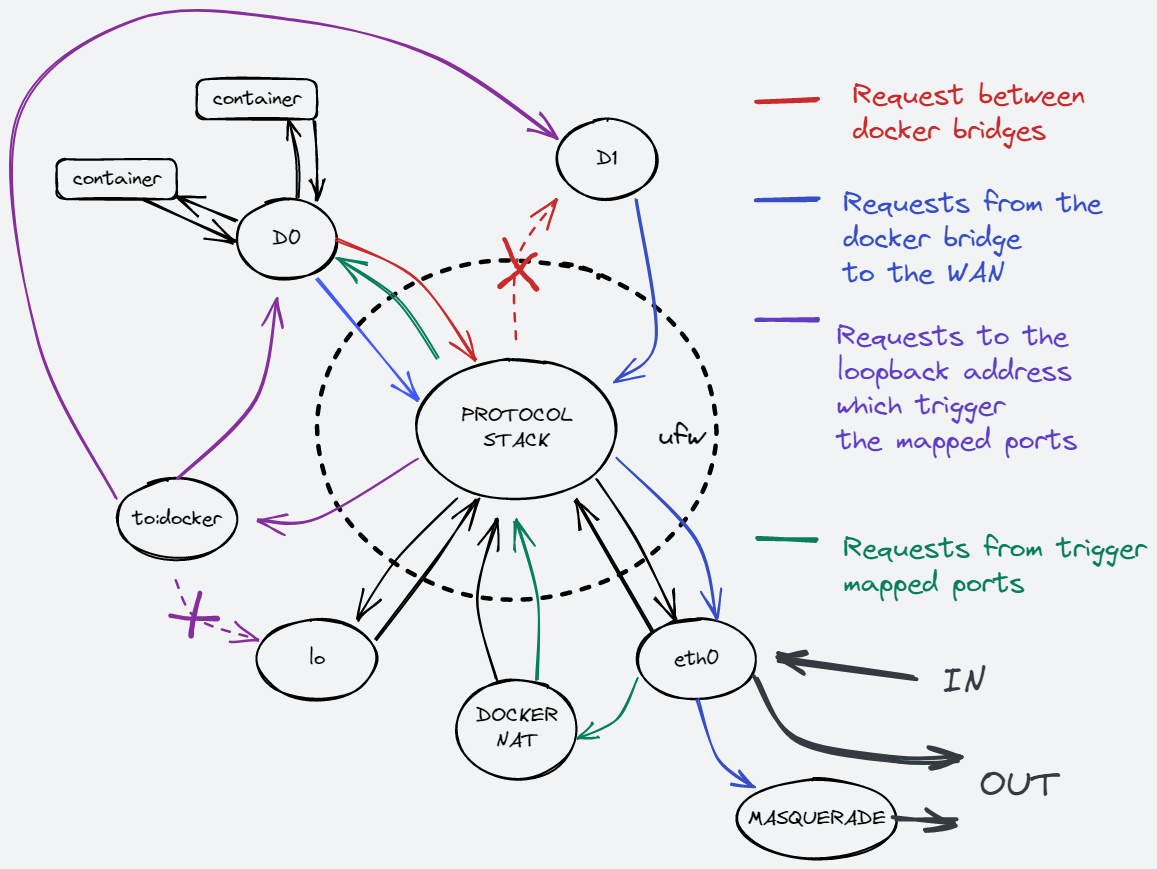 container
container
D0
D1
PROTOCOL
STACK
ufw
to:docker
lo
DOCKER
NAT
eth0
MASQUERADE
IN
OUT
Request between
docker bridges
Requests from the
docker bridge
to the WAN
Requests to the
loopback address
which trigger
the mapped ports
Requests from trigger
mapped ports